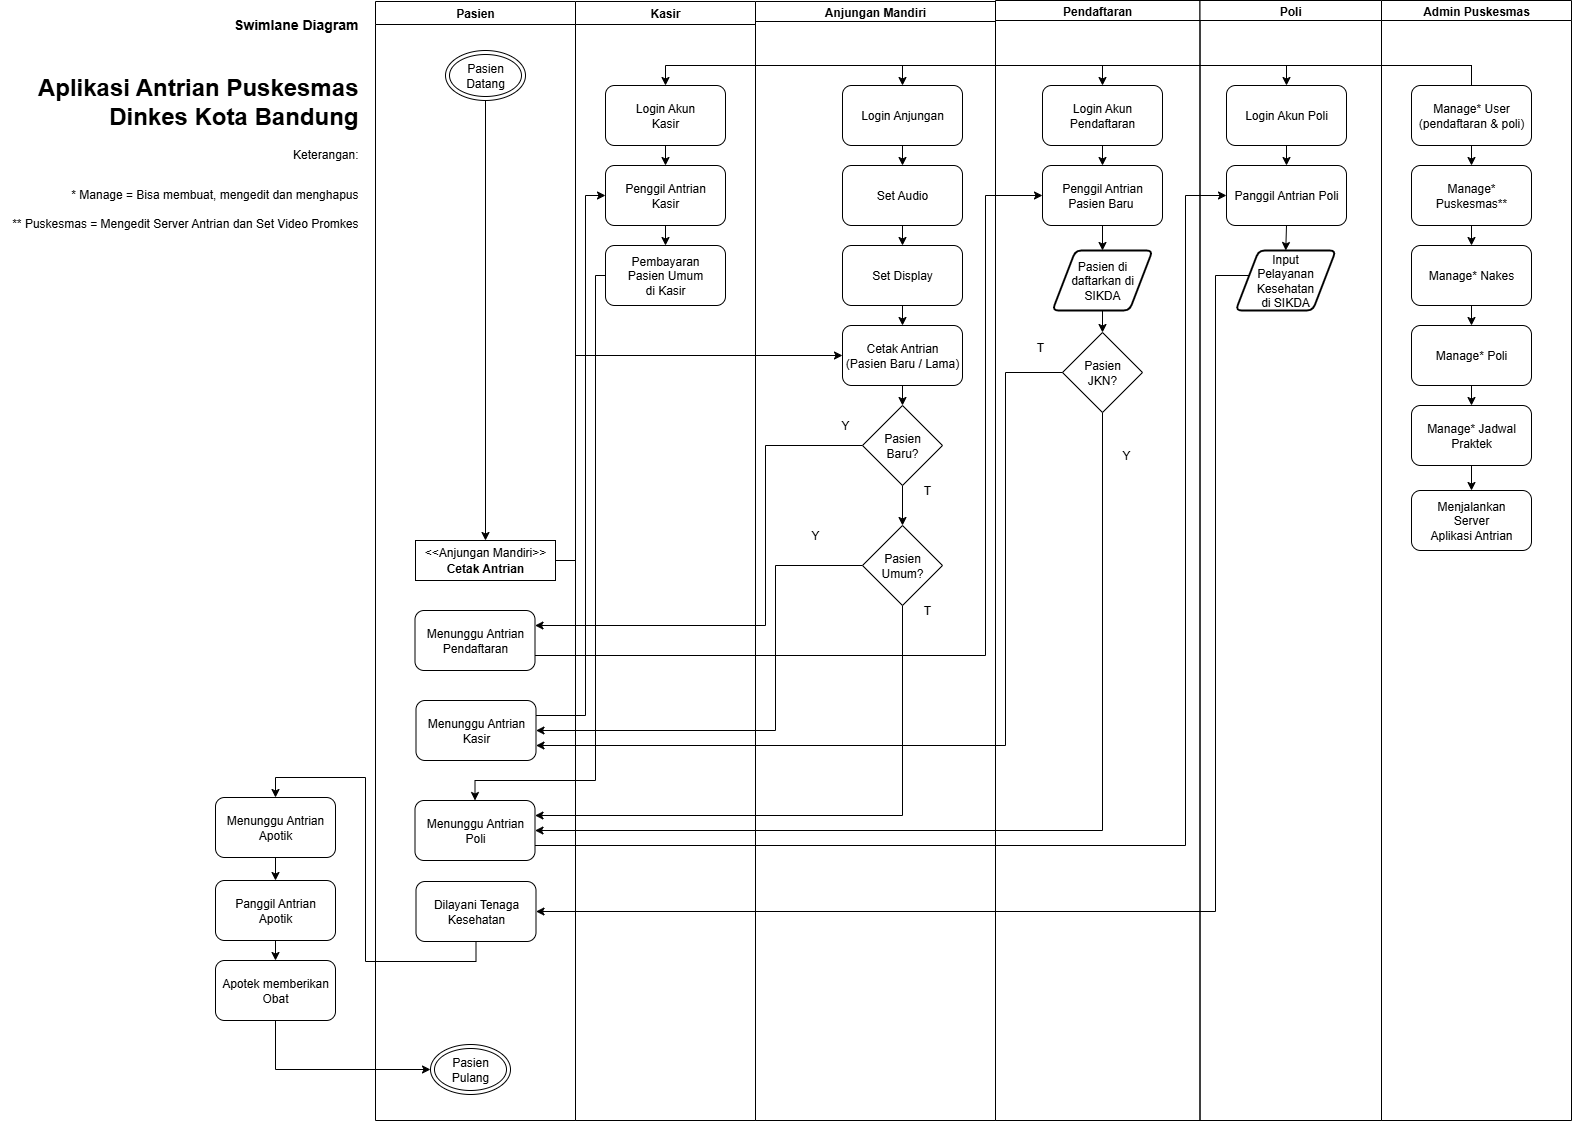 Swimlane Diagram
Aplikasi Antrian Puskesmas
Dinkes Kota Bandung
Keterangan:
* Manage = Bisa membuat, mengedit dan menghapus
** Puskesmas = Mengedit Server Antrian dan Set Video Promkes
Pasien
Kasir
Anjungan Mandiri
Pendaftaran
Poli
Admin Puskesmas
Pasien
Datang
<<Anjungan Mandiri>>
Cetak Antrian
Menunggu Antrian
Pendaftaran
Menunggu Antrian
Kasir
Menunggu Antrian
Poli
Dilayani Tenaga
Kesehatan
Menunggu Antrian
Apotik
Panggil Antrian
Apotik
Apotek memberikan
Obat
Pasien
Pulang
Login Akun
Kasir
Penggil Antrian
Kasir
Pembayaran
Pasien Umum
di Kasir
Login Anjungan
Set Audio
Set Display
Cetak Antrian
(Pasien Baru / Lama)
Y
Pasien
Baru?
T
Y
Pasien
Umum?
T
Login Akun
Pendaftaran
Penggil Antrian
Pasien Baru
Pasien di
daftarkan di
SIKDA
T
Pasien
JKN?
Y
Login Akun Poli
Panggil Antrian Poli
Input
Pelayanan
Kesehatan
di SIKDA
Manage* User
(pendaftaran & poli)
Manage*
Puskesmas**
Manage* Nakes
Manage* Poli
Manage* Jadwal
Praktek
Menjalankan
Server
Aplikasi Antrian